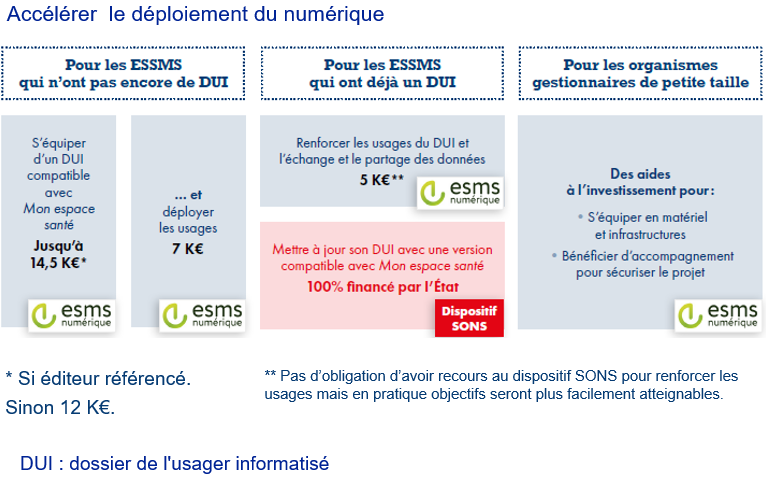 Accélérer  le déploiement du numérique
Pour les ESSMS
qui n'ont pas encore de DUI
Pour les ESSMS
qui ont déjà un DUI
Pour les organismes
gestionnaires de petite taille
S'équiper
d'un DUI
compatible
avec
Mon espace
santé
Jusqu'à
14,5 K€*
esms
numérique
... et
déployer
les usages
7 K€
esms
numérique
Renforcer les usages du DUI et
l'échange et le partage des données
5 K€**
esms
numérique
Mettre à jour son DUI avec une version
compatible avec Mon espace santé
100% financé par l'État
Dispositif
SONS
Des aides
à l'investissement pour :
• S'équiper en matériel
et infrastructures
• Bénéficier d'accompagnement
pour sécuriser le projet
esms
numérique
* Si éditeur référencé.
Sinon 12 K€.
** Pas d'obligation d'avoir recours au dispositif SONS pour renforcer les
usages mais en pratique objectifs seront plus facilement atteignables.
DUI : dossier de l'usager informatisé